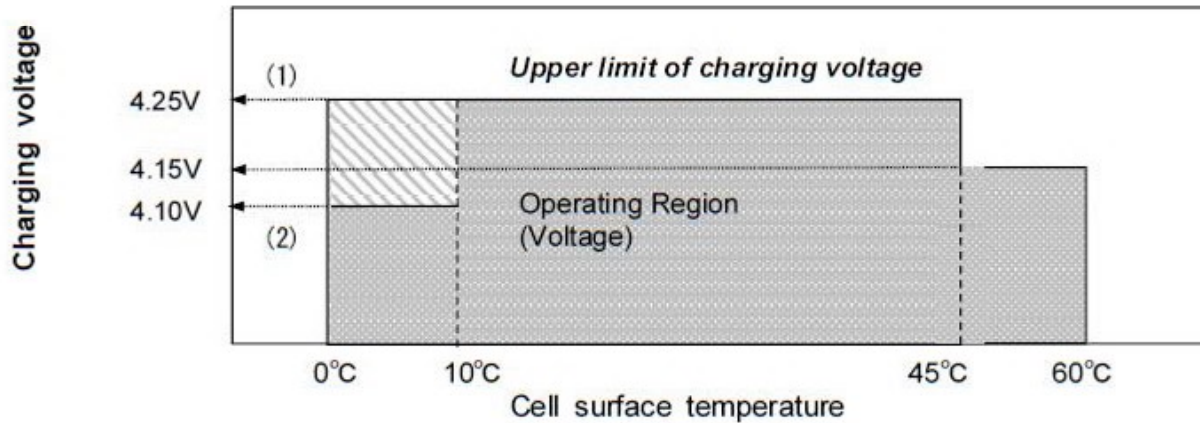 Charging voltage
(1)
Upper limit of charging voltage
4.25V
4.15V
4.10V
(2)
Operating Region
(Voltage)
0°C 10°C 45°C 60°C
Cell surface temperature